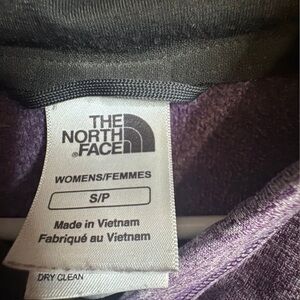 THE
NORTH
FACE
WOMENS/FEMMES
S/P
Made in Vietnam
Fabriqué au Vietnam
DRY CLEAN